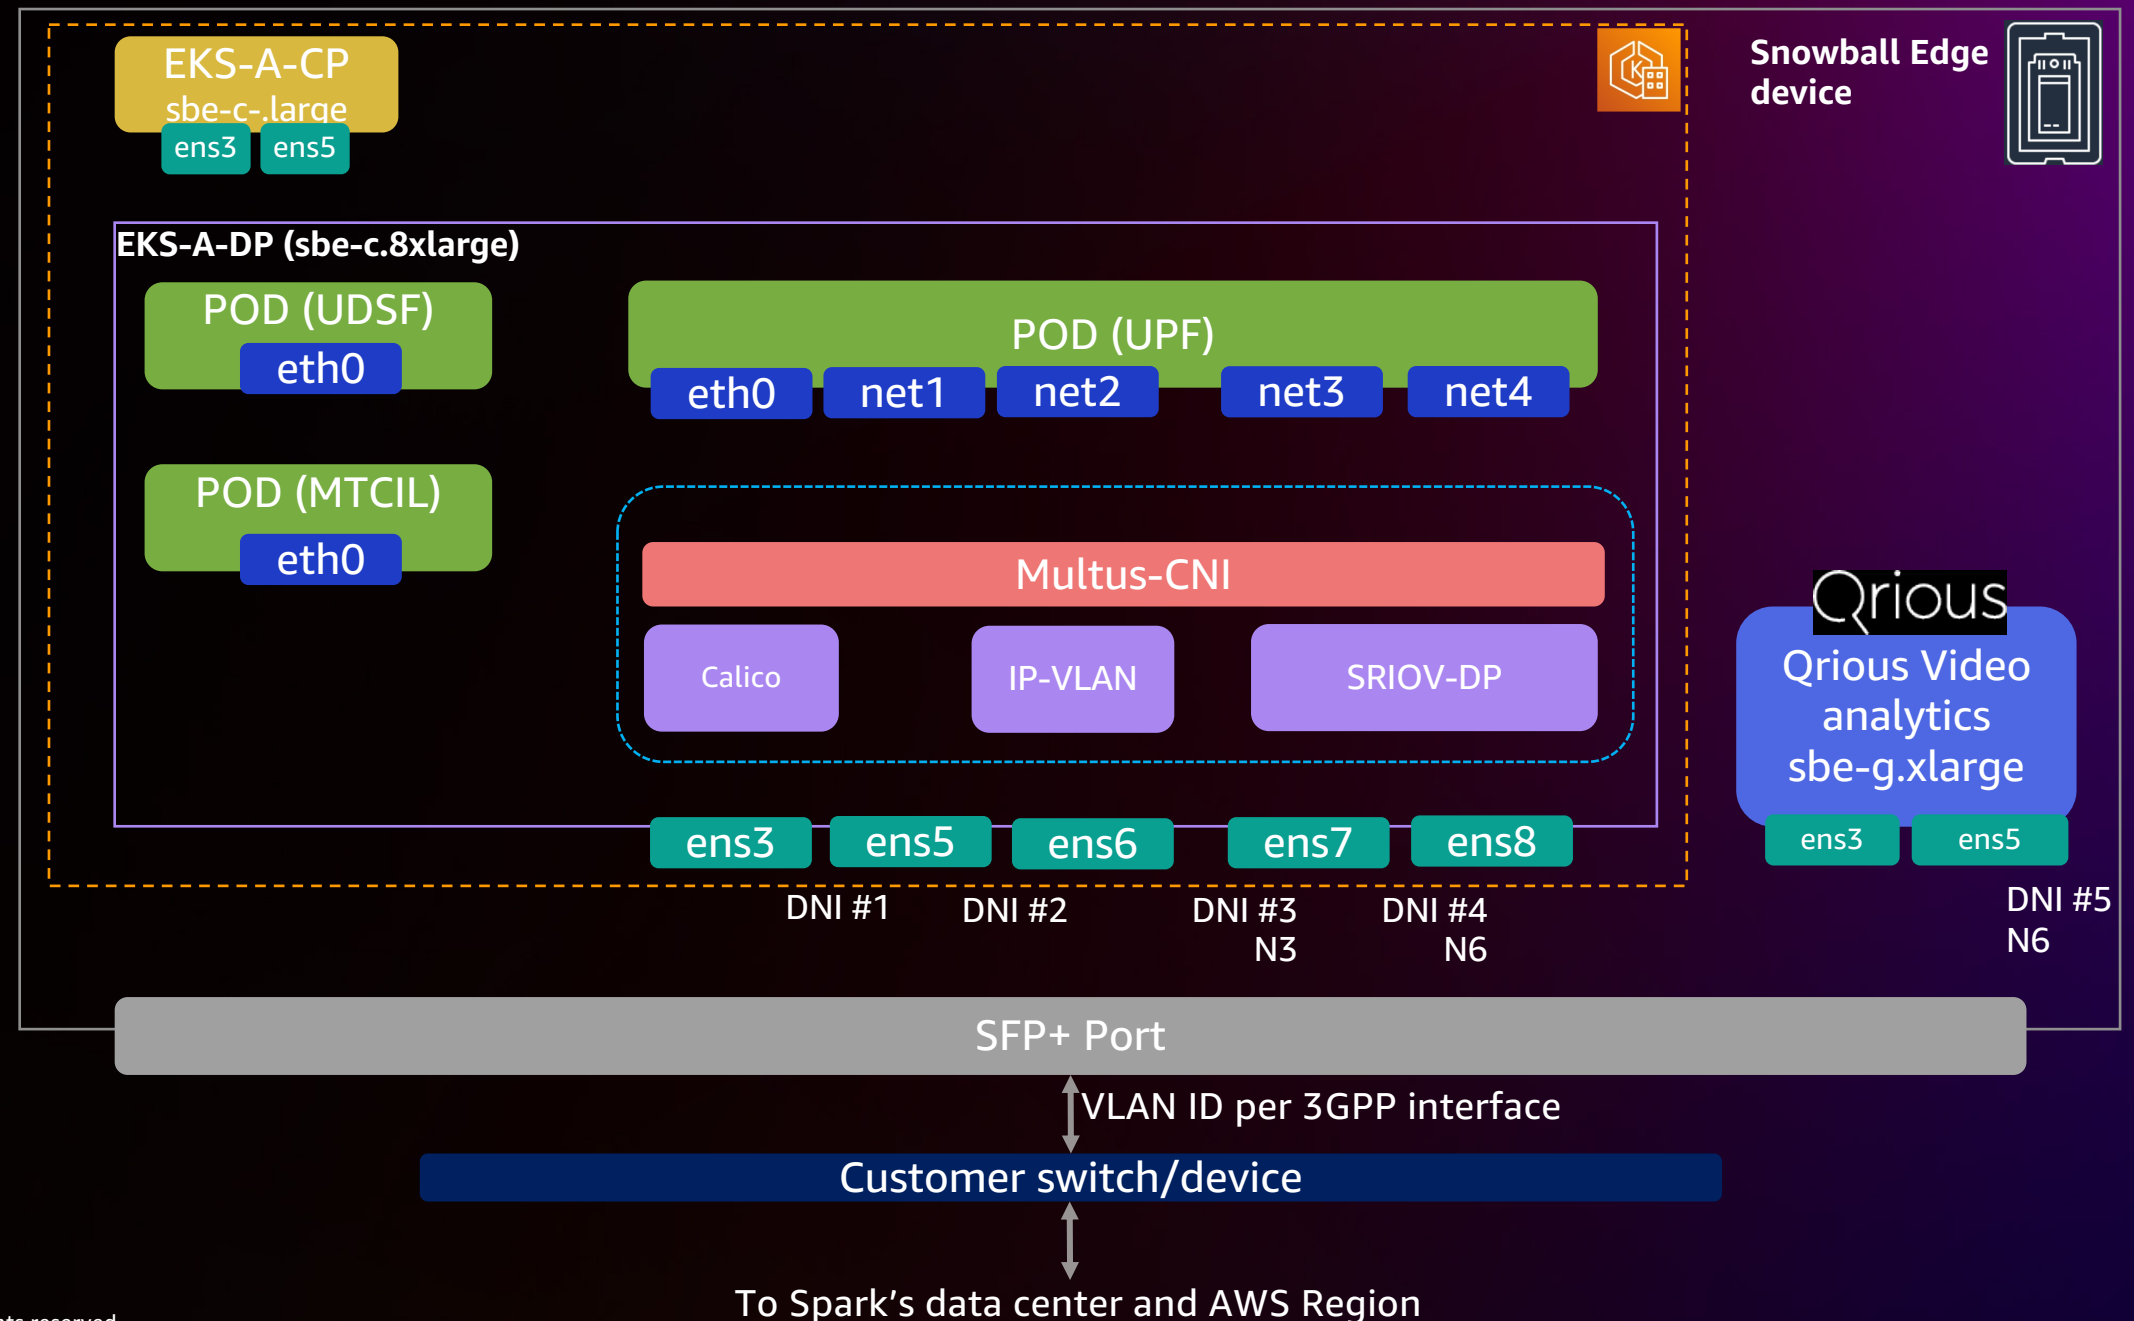 EKS-A-CP
sbe-c-.large
ens3 ens5
Snowball Edge
device
EKS-A-DP (sbe-c.8xlarge)
POD (UDSF)
eth0
POD (UPF)
eth0 net1 net2 net3 net4
POD (MTCIL)
eth0
Multus-CNI
Calico IP-VLAN SRIOV-DP
Qrious
Qrious Video
analytics
sbe-g.xlarge
ens3 ens5
ens3 ens5 ens6 ens7 ens8
DNI #1 DNI #2 DNI #3 DNI #4
N3 N6
DNI #5
N6
SFP+ Port
VLAN ID per 3GPP interface
Customer switch/device
To Spark’s data center and AWS Region
reserved